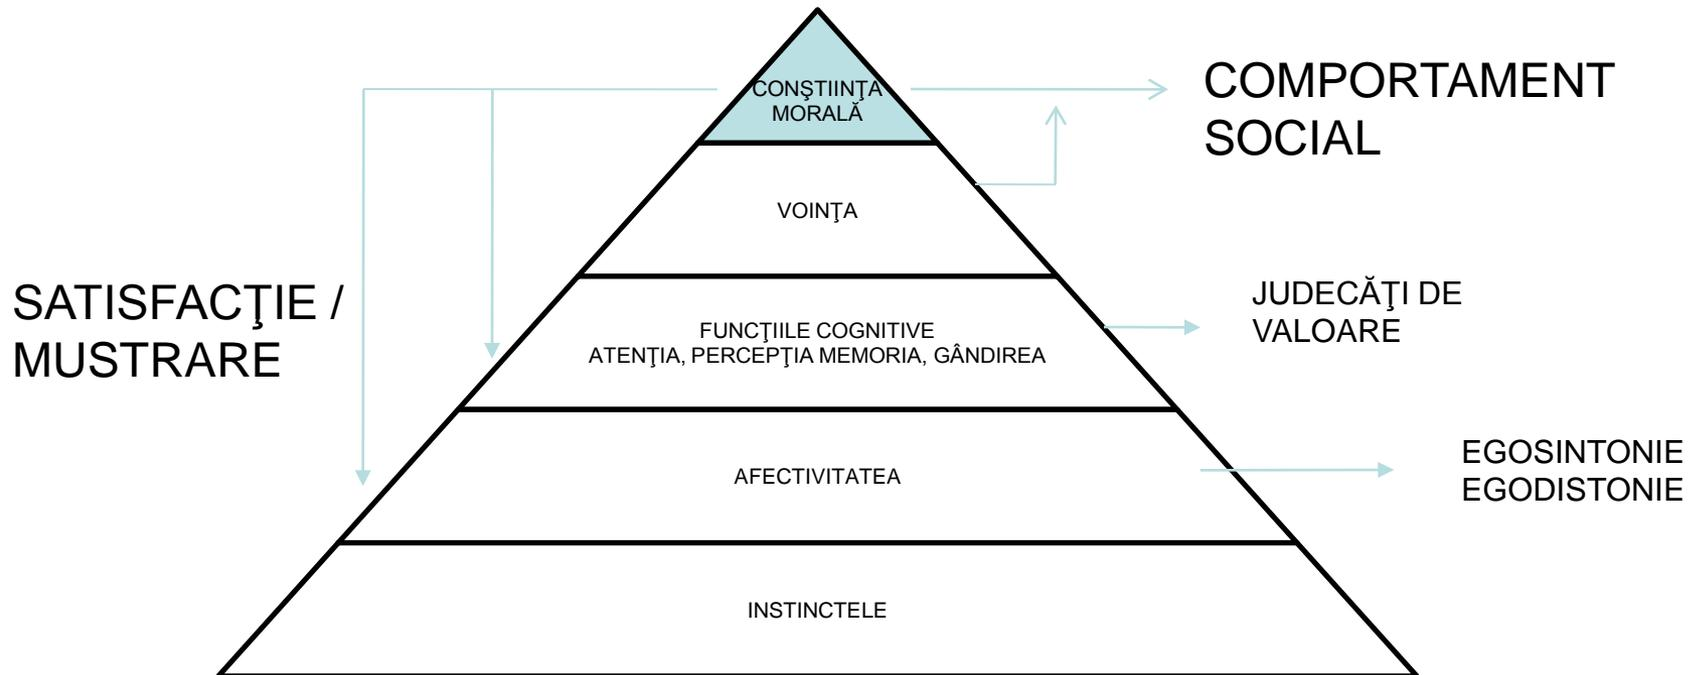 CONŞTIINŢA
MORALĂ
COMPORTAMENT
SOCIAL
VOINŢA
SATISFACŢIE /
MUSTRARE
FUNCŢIILE COGNITIVE
ATENŢIA, PERCEPŢIA MEMORIA, GÂNDIREA
JUDECĂŢI DE
VALOARE
AFECTIVITATEA
EGOSINTONIE
EGODISTONIE
INSTINCTELE